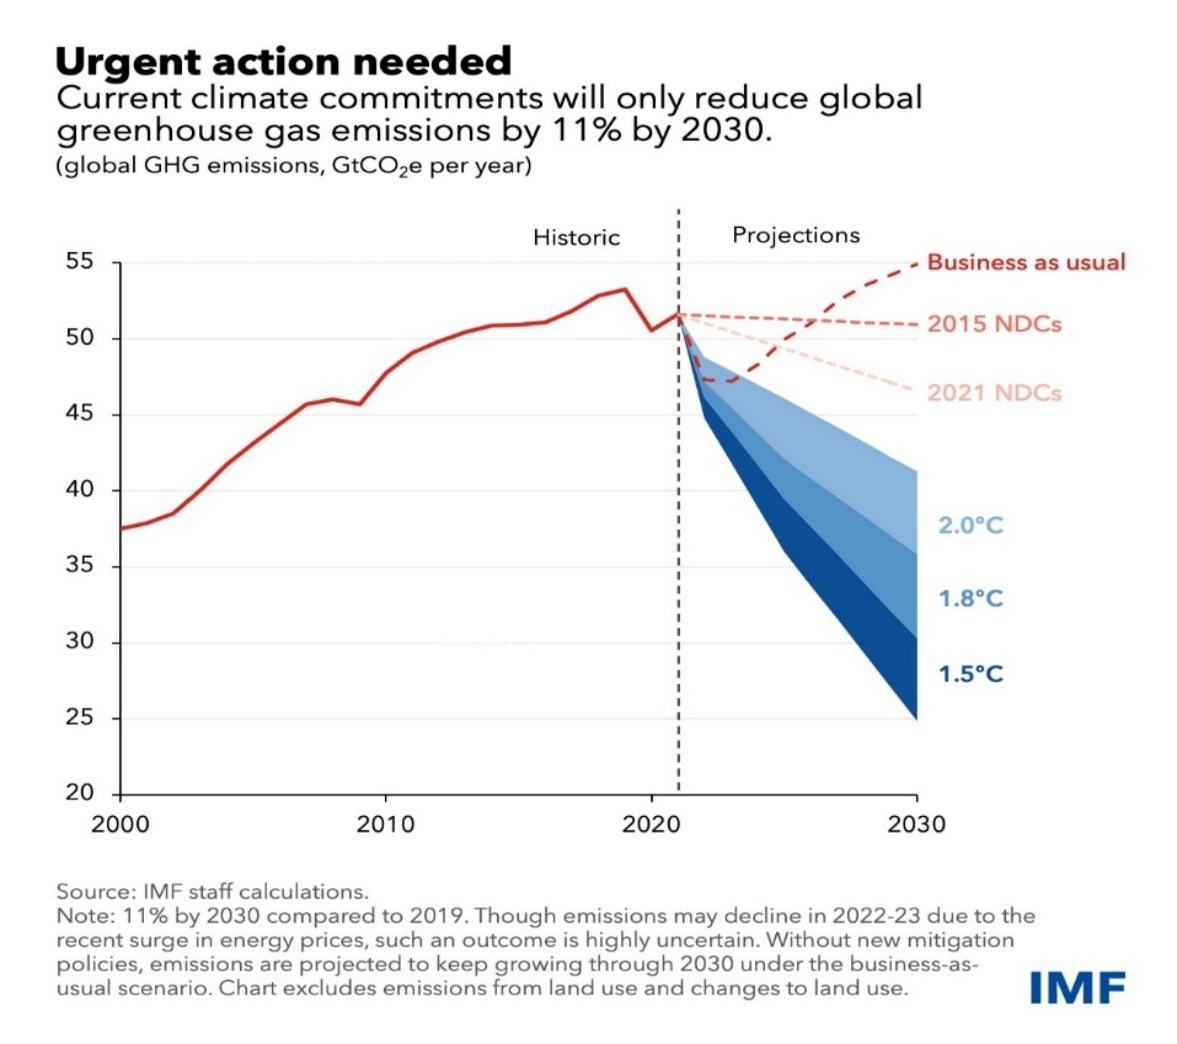 Urgent action needed
Current climate commitments will only reduce global
greenhouse gas emissions by 11% by 2030.
(global GHG emissions, GtCO₂e per year)
Historic
Projections
55
50
45
40
35
30
25
20
Business as usual
2015 NDCs
2021 NDCs
2.0°C
1.8°C
1.5°C
2000
2010
2020
2030
Source: IMF staff calculations.
Note: 11% by 2030 compared to 2019. Though emissions may decline in 2022-23 due to the
recent surge in energy prices, such an outcome is highly uncertain. Without new mitigation
policies, emissions are projected to keep growing through 2030 under the business-as-
usual scenario. Chart excludes emissions from land use and changes to land use.
IMF